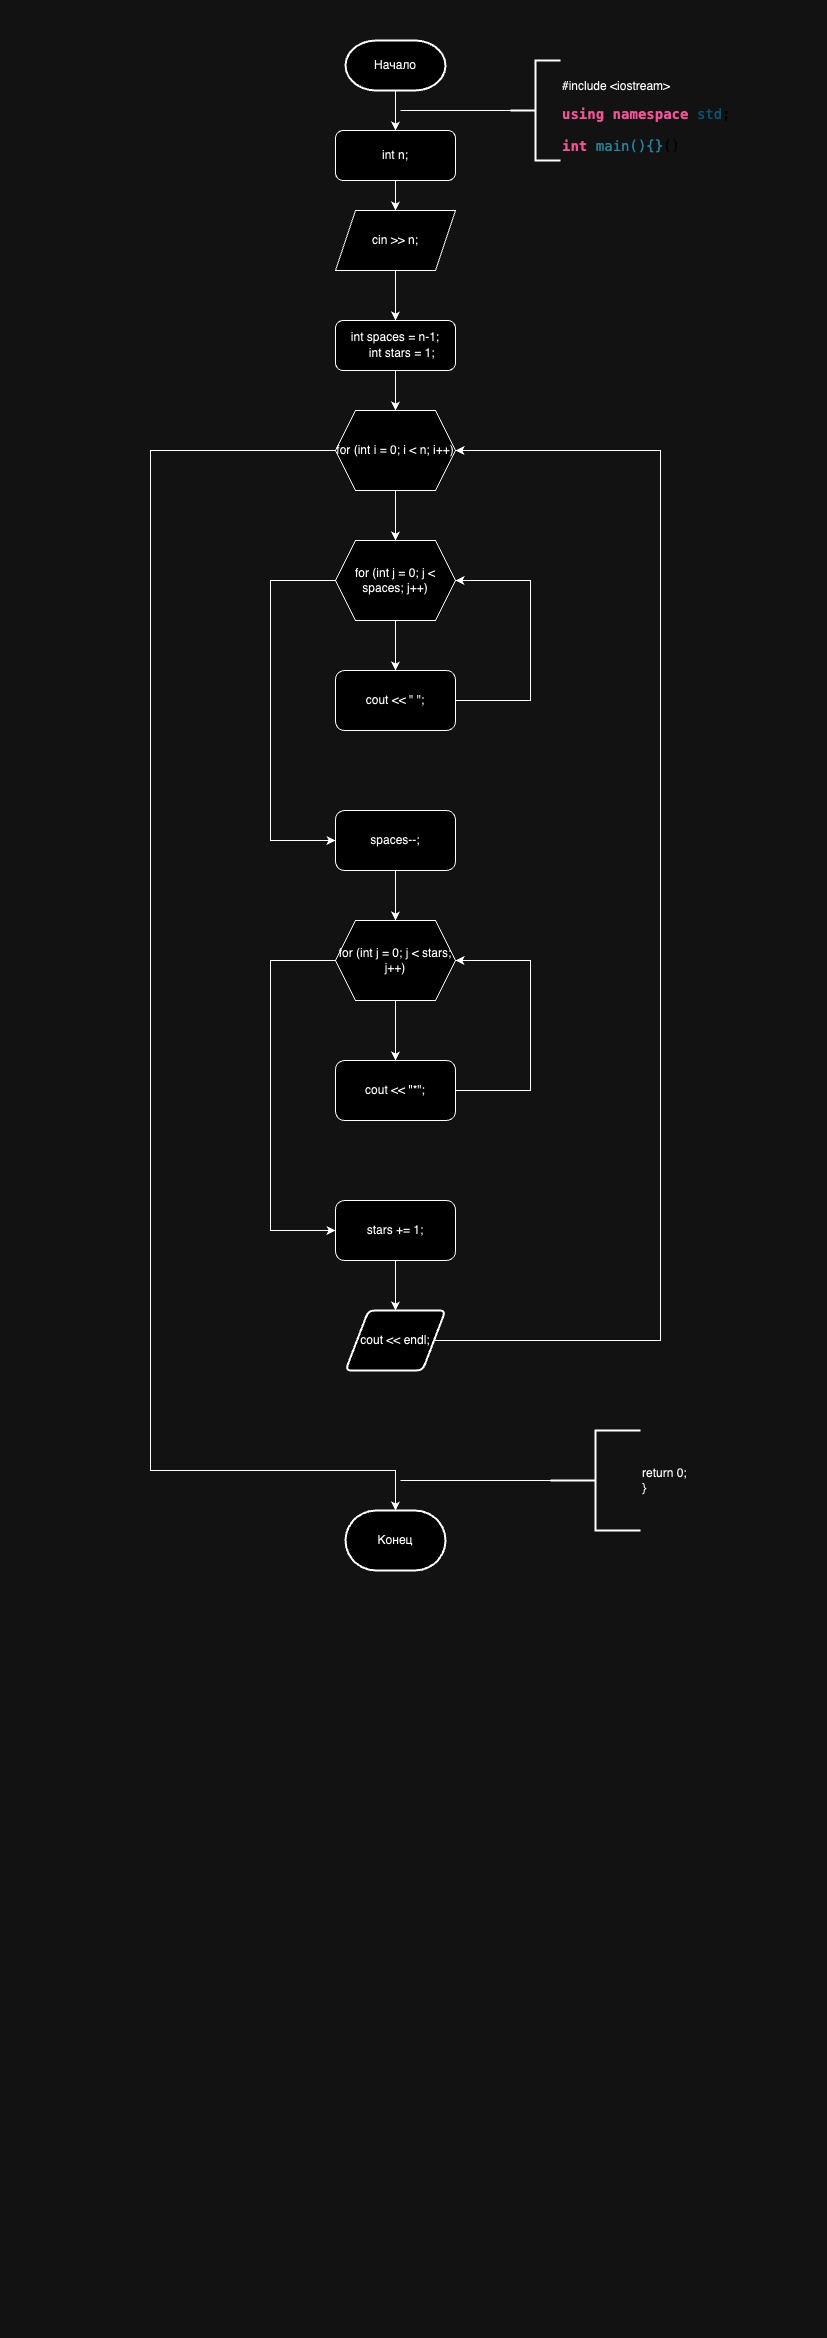 Начало
#include <iostream>
using namespace std;
int main(){}()
int n;
cin >> n;
int spaces = n-1;
int stars = 1;
for (int i = 0; i < n; i++)
for (int j = 0; j <
spaces; j++)
cout << " ";
spaces--;
for (int j = 0; j < stars;
j++)
cout << "*";
stars += 1;
cout << endl;
return 0;
}
Конец